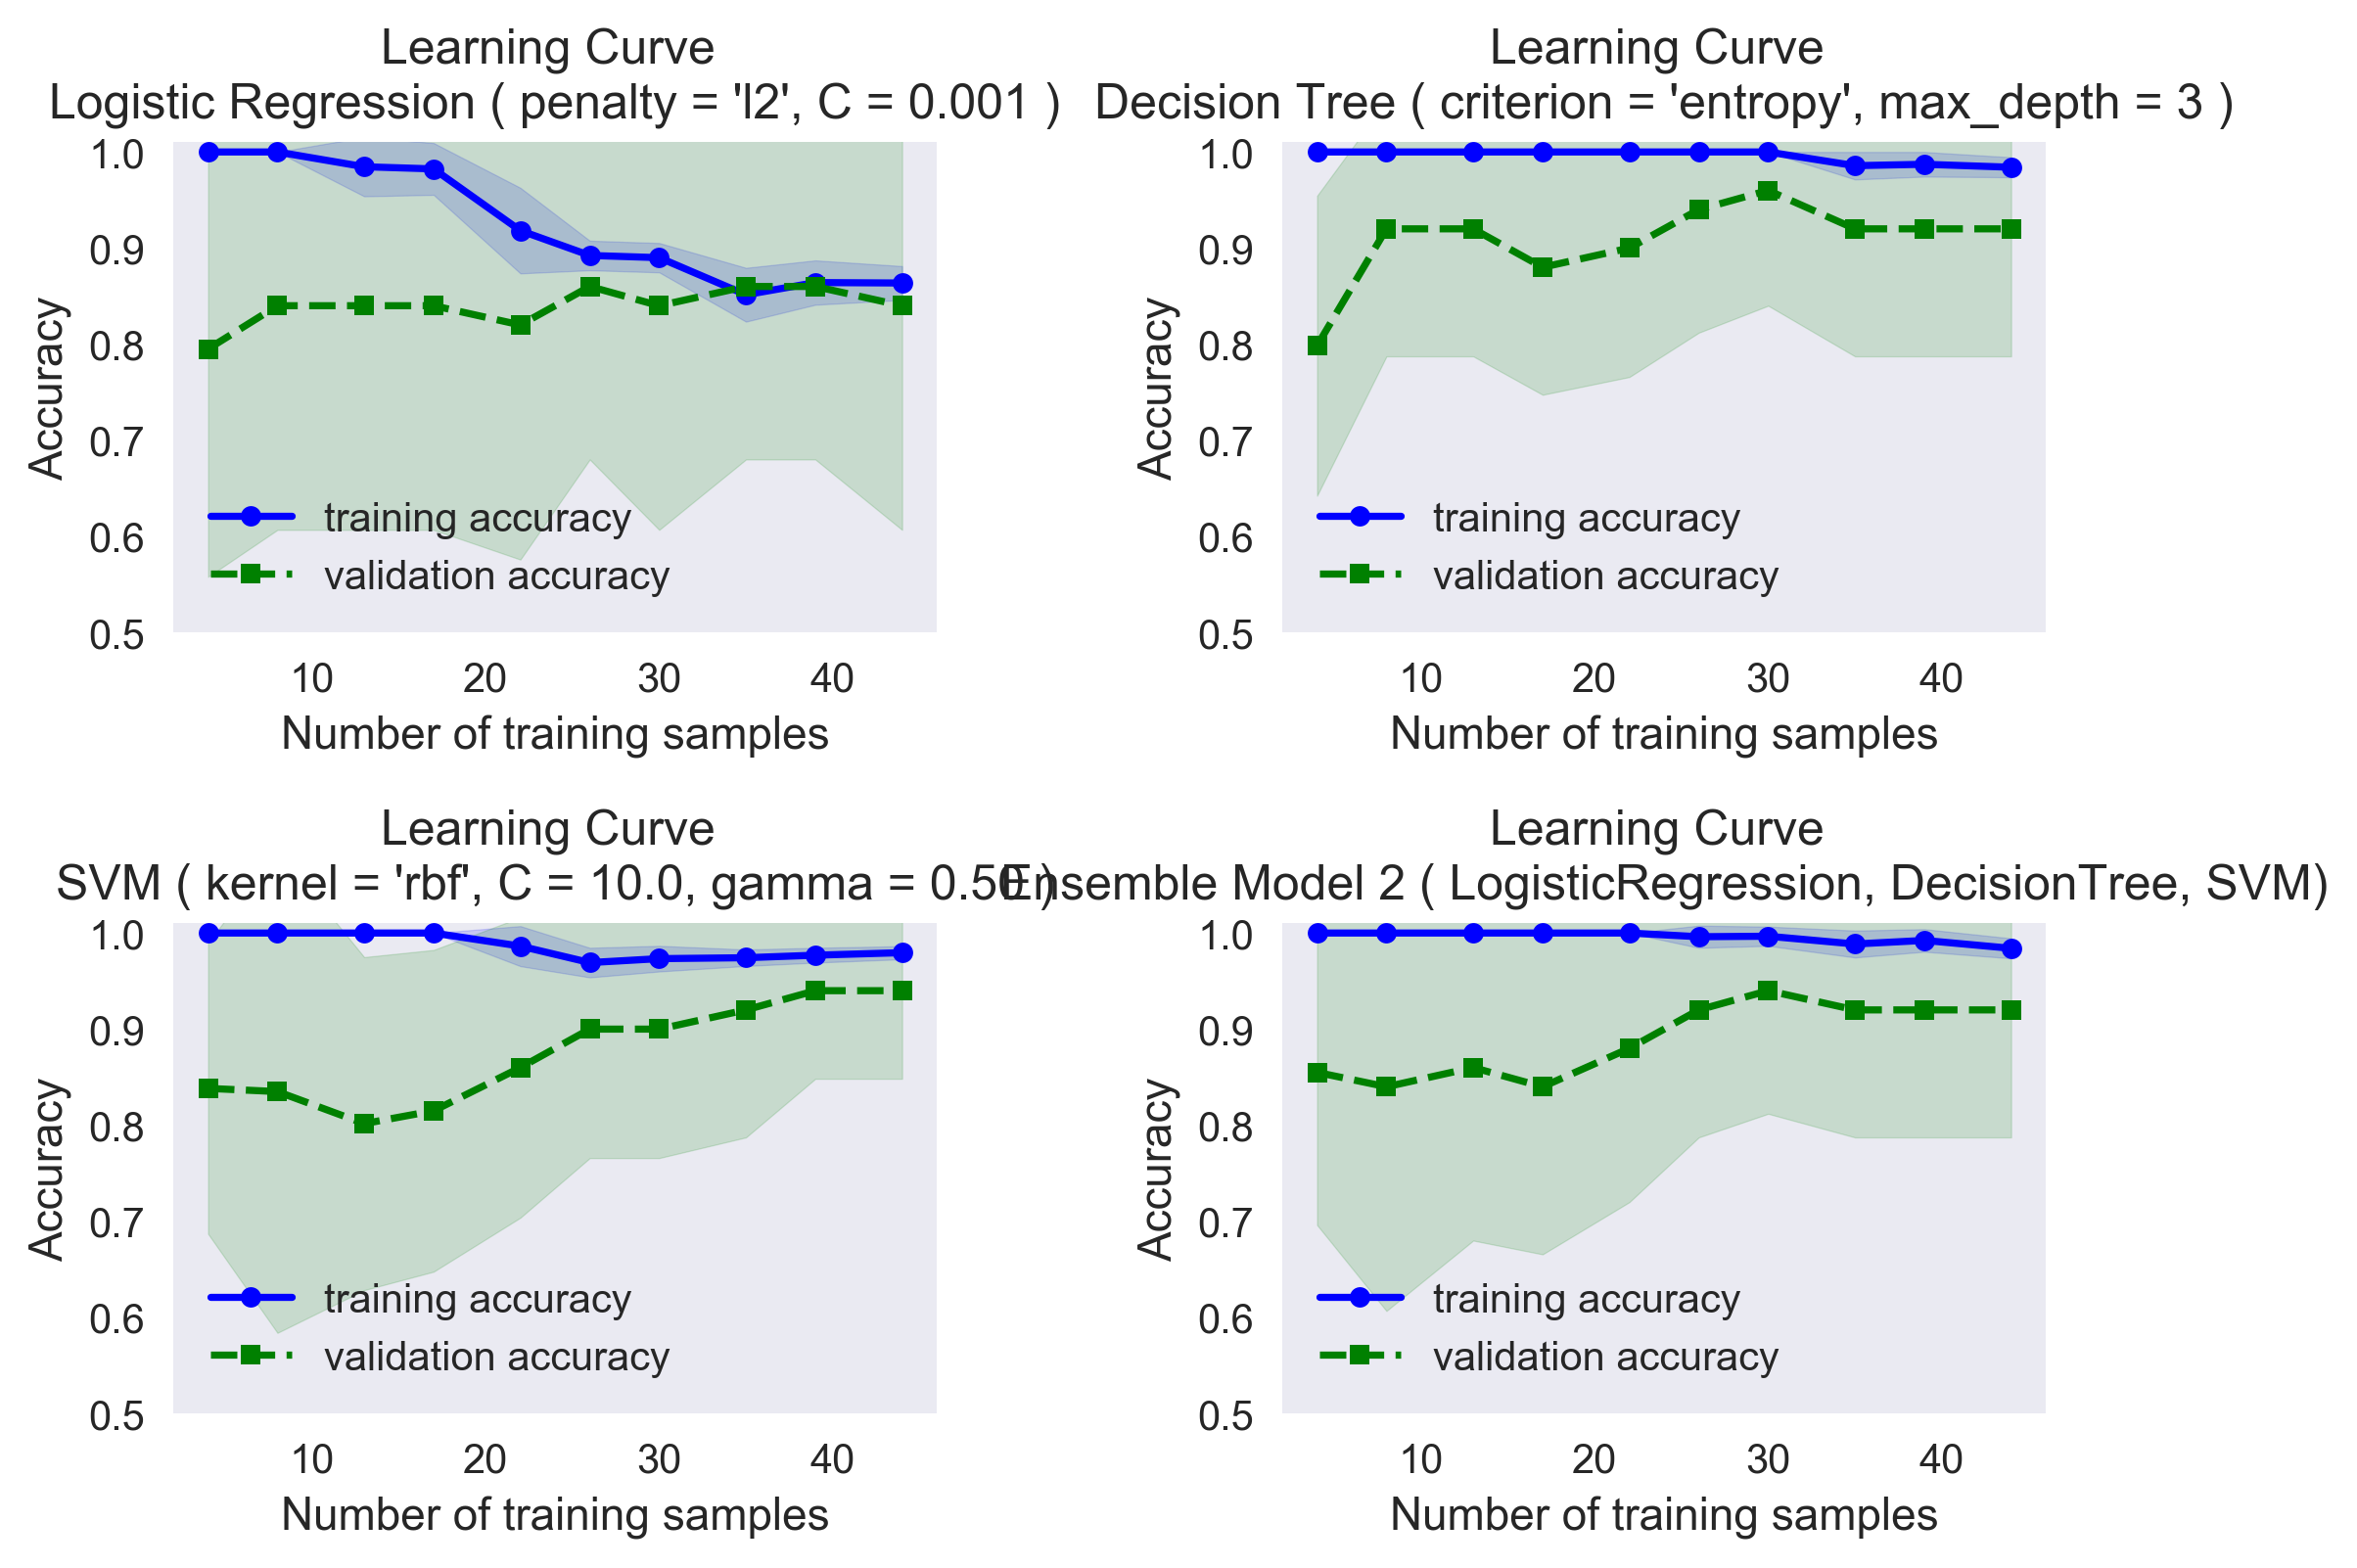 Learning Curve
Logistic Regression ( penalty = 'l2', C = 0.001 )
1.0
0.9
0.8
0.7
0.6
0.5
Accuracy
training accuracy
validation accuracy
10 20 30 40
Number of training samples
Learning Curve
Decision Tree ( criterion = 'entropy', max_depth = 3 )
1.0
0.9
0.8
0.7
0.6
0.5
Accuracy
training accuracy
validation accuracy
10 20 30 40
Number of training samples
Learning Curve
SVM ( kernel = 'rbf', C = 10.0, gamma = 0.50 )
1.0
0.9
0.8
0.7
0.6
0.5
Accuracy
training accuracy
validation accuracy
10 20 30 40
Number of training samples
Learning Curve
Ensemble Model 2 ( LogisticRegression, DecisionTree, SVM)
1.0
0.9
0.8
0.7
0.6
0.5
Accuracy
training accuracy
validation accuracy
10 20 30 40
Number of training samples